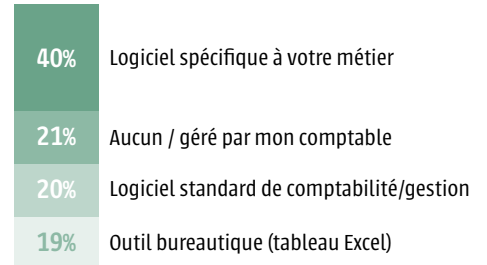 40% Logiciel spécifique à votre métier
21% Aucun / géré par mon comptable
20% Logiciel standard de comptabilité/gestion
19% Outil bureautique (tableau Excel)